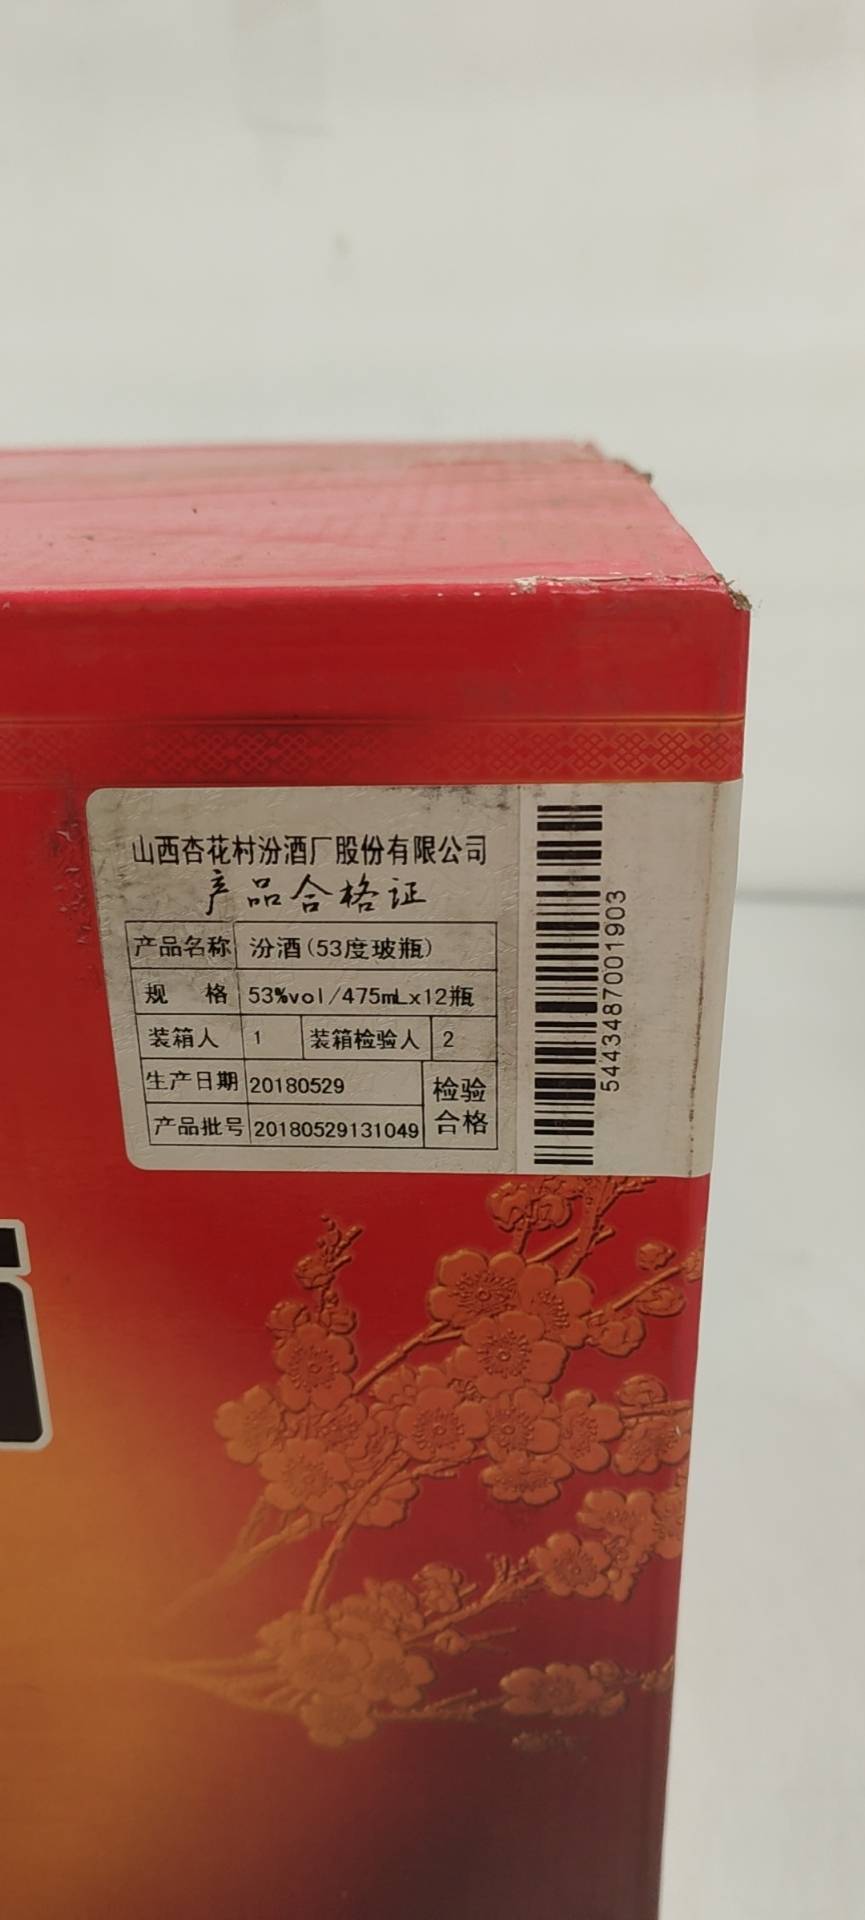 山西杏花村汾酒厂股份有限公司
产品合格证
产品名称 汾酒(53度玻瓶)
规 格 53%vol/475mLx12瓶
装箱人 1 装箱检验人 2
生产日期 20180529 检验
产品批号 20180529131049 合格
5443487001903